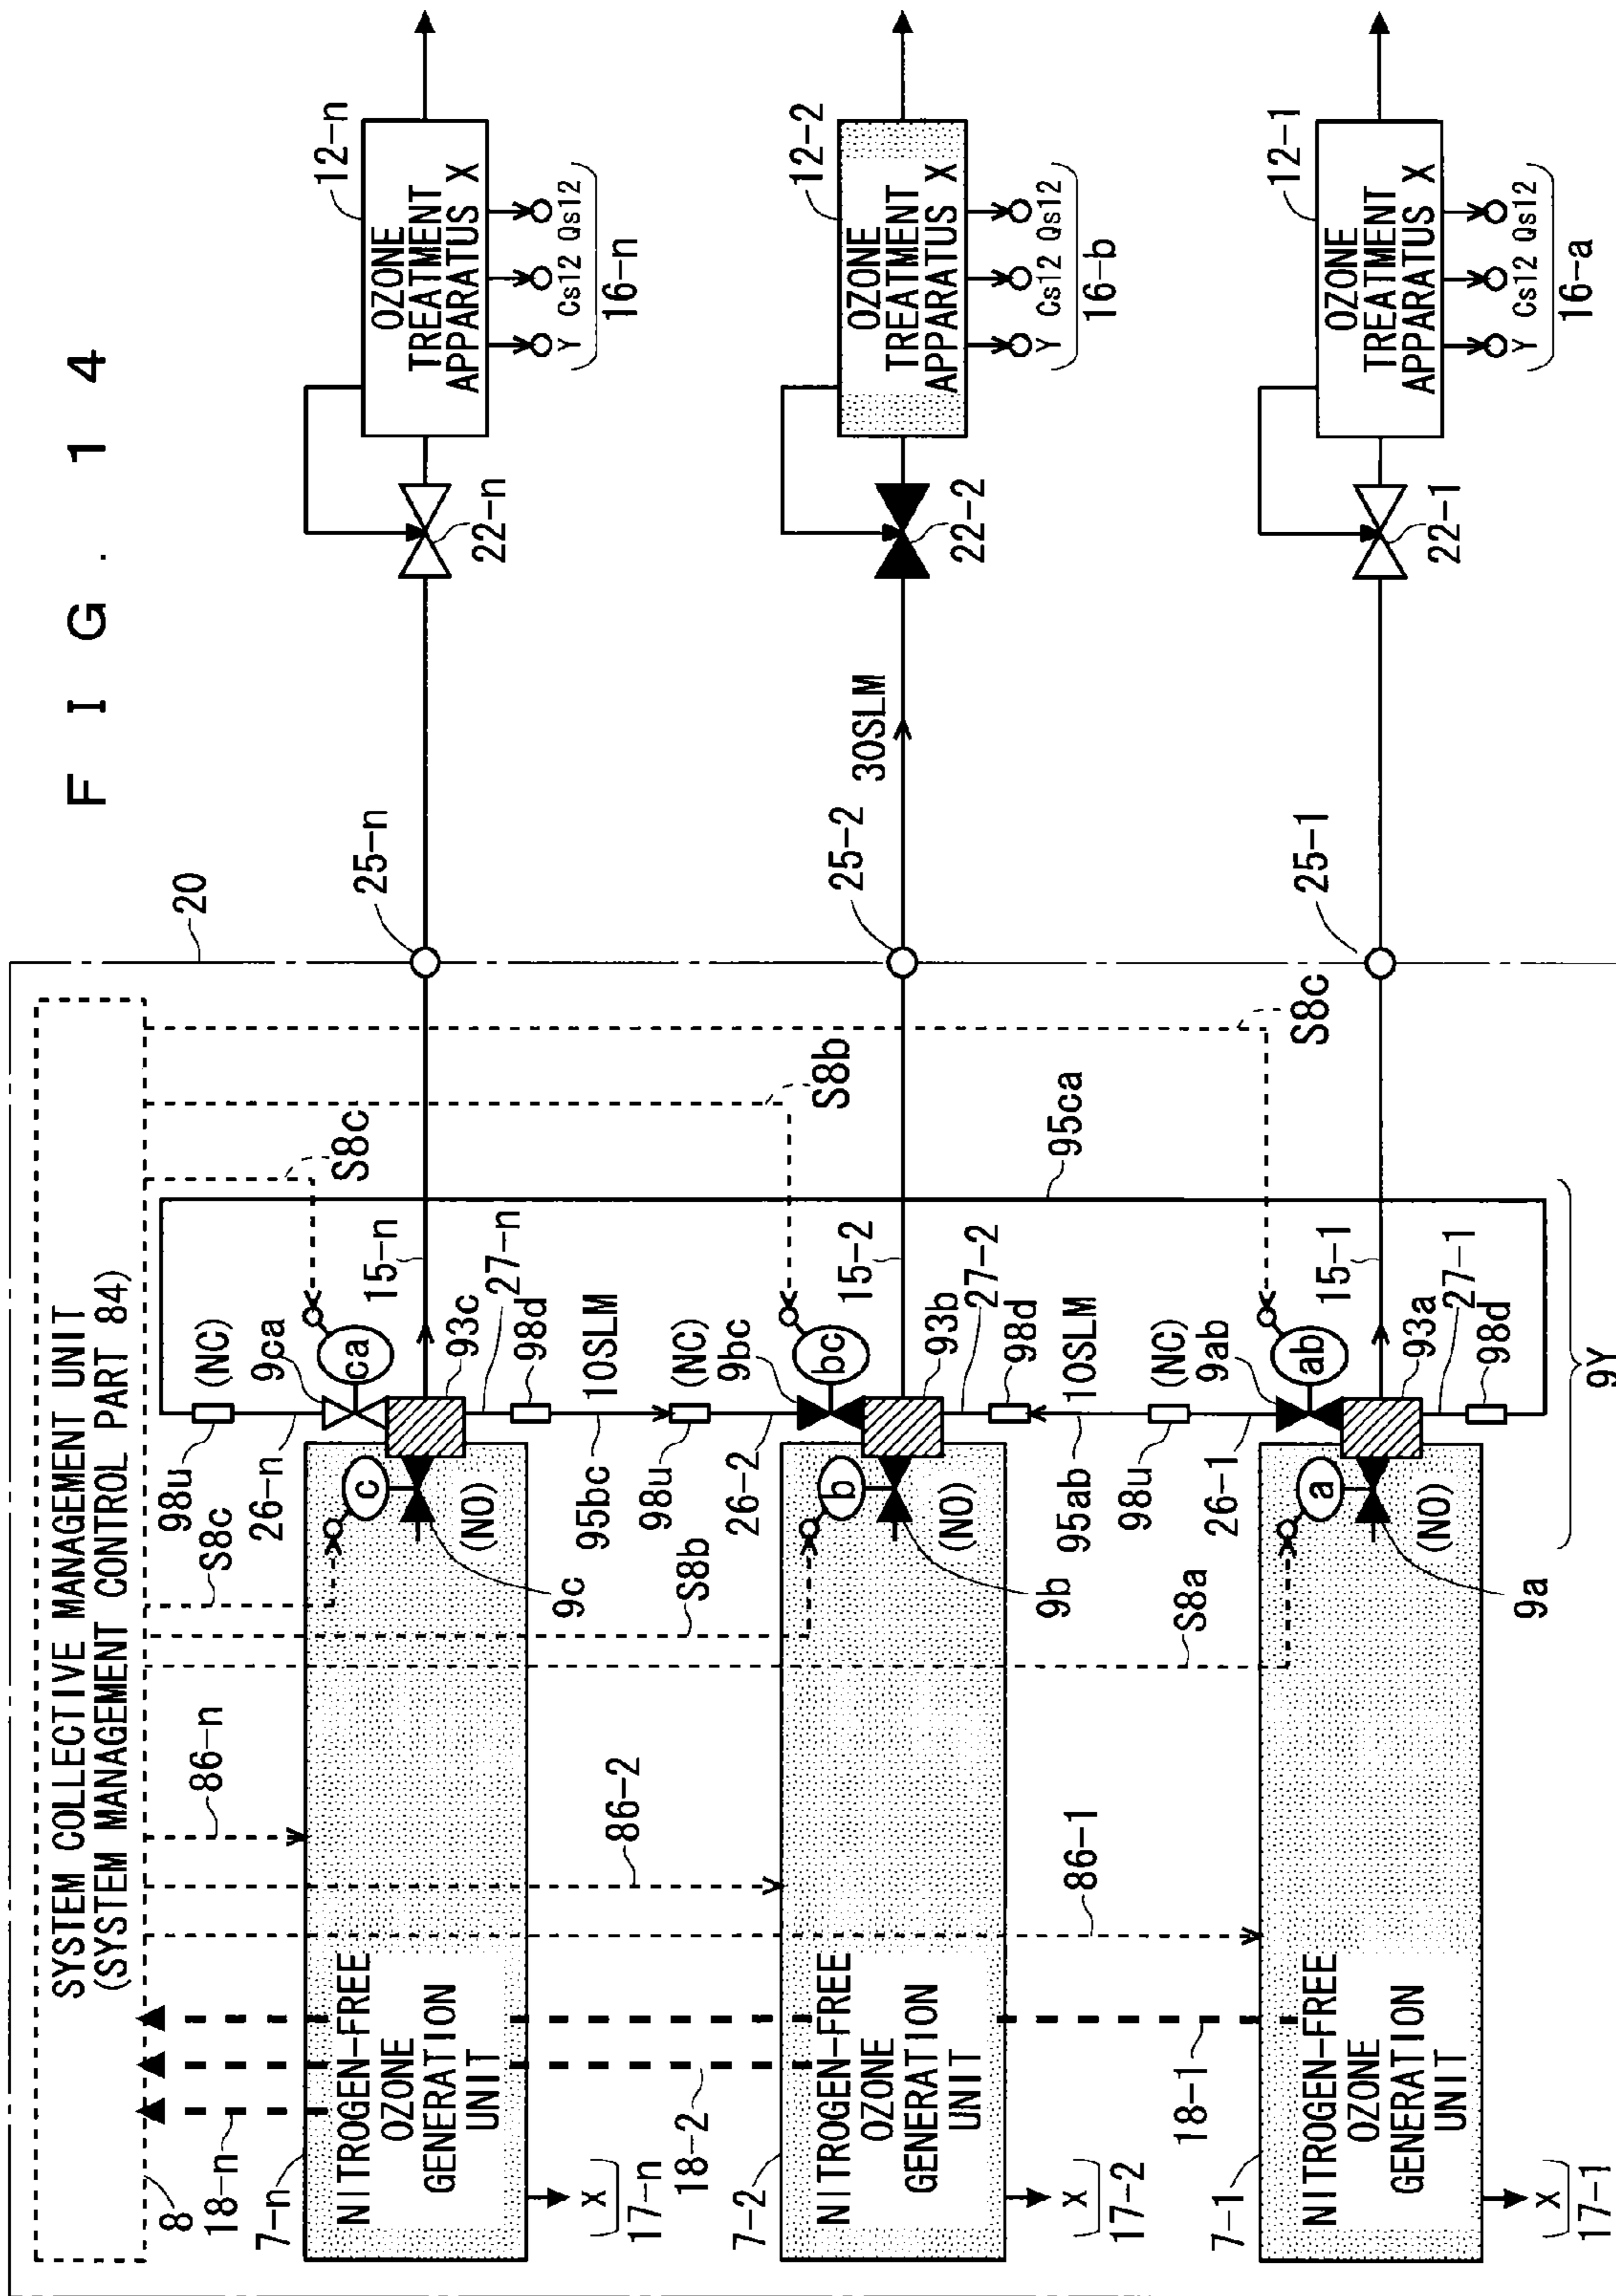 FIG. 14
SYSTEM COLLECTIVE MANAGEMENT UNIT
(SYSTEM MANAGEMENT CONTROL PART 84)
20
8
18-n
86-n
S8c
98u
(NC)
9ca
26-n
ca
S8c
7-n
NITROGEN-FREE
OZONE
GENERATION
UNIT
c
(NO)
9c
93c
15-n
27-n
98d
25-n
22-n
12-n
OZONE
TREATMENT
APPARATUS X
Y Cs12 Qs12
16-n
X
17-n
18-2
86-2
S8b
95bc
10SLM
98u
(NC)
9bc
26-2
bc
S8b
7-2
NITROGEN-FREE
OZONE
GENERATION
UNIT
b
(NO)
9b
93b
15-2
27-2
98d
95ca
25-2
30SLM
22-2
12-2
OZONE
TREATMENT
APPARATUS X
Y Cs12 Qs12
16-b
X
17-2
18-1
86-1
S8a
95ab
10SLM
98u
(NC)
9ab
26-1
ab
S8c
7-1
NITROGEN-FREE
OZONE
GENERATION
UNIT
a
(NO)
9a
93a
15-1
27-1
98d
9Y
25-1
22-1
12-1
OZONE
TREATMENT
APPARATUS X
Y Cs12 Qs12
16-a
X
17-1